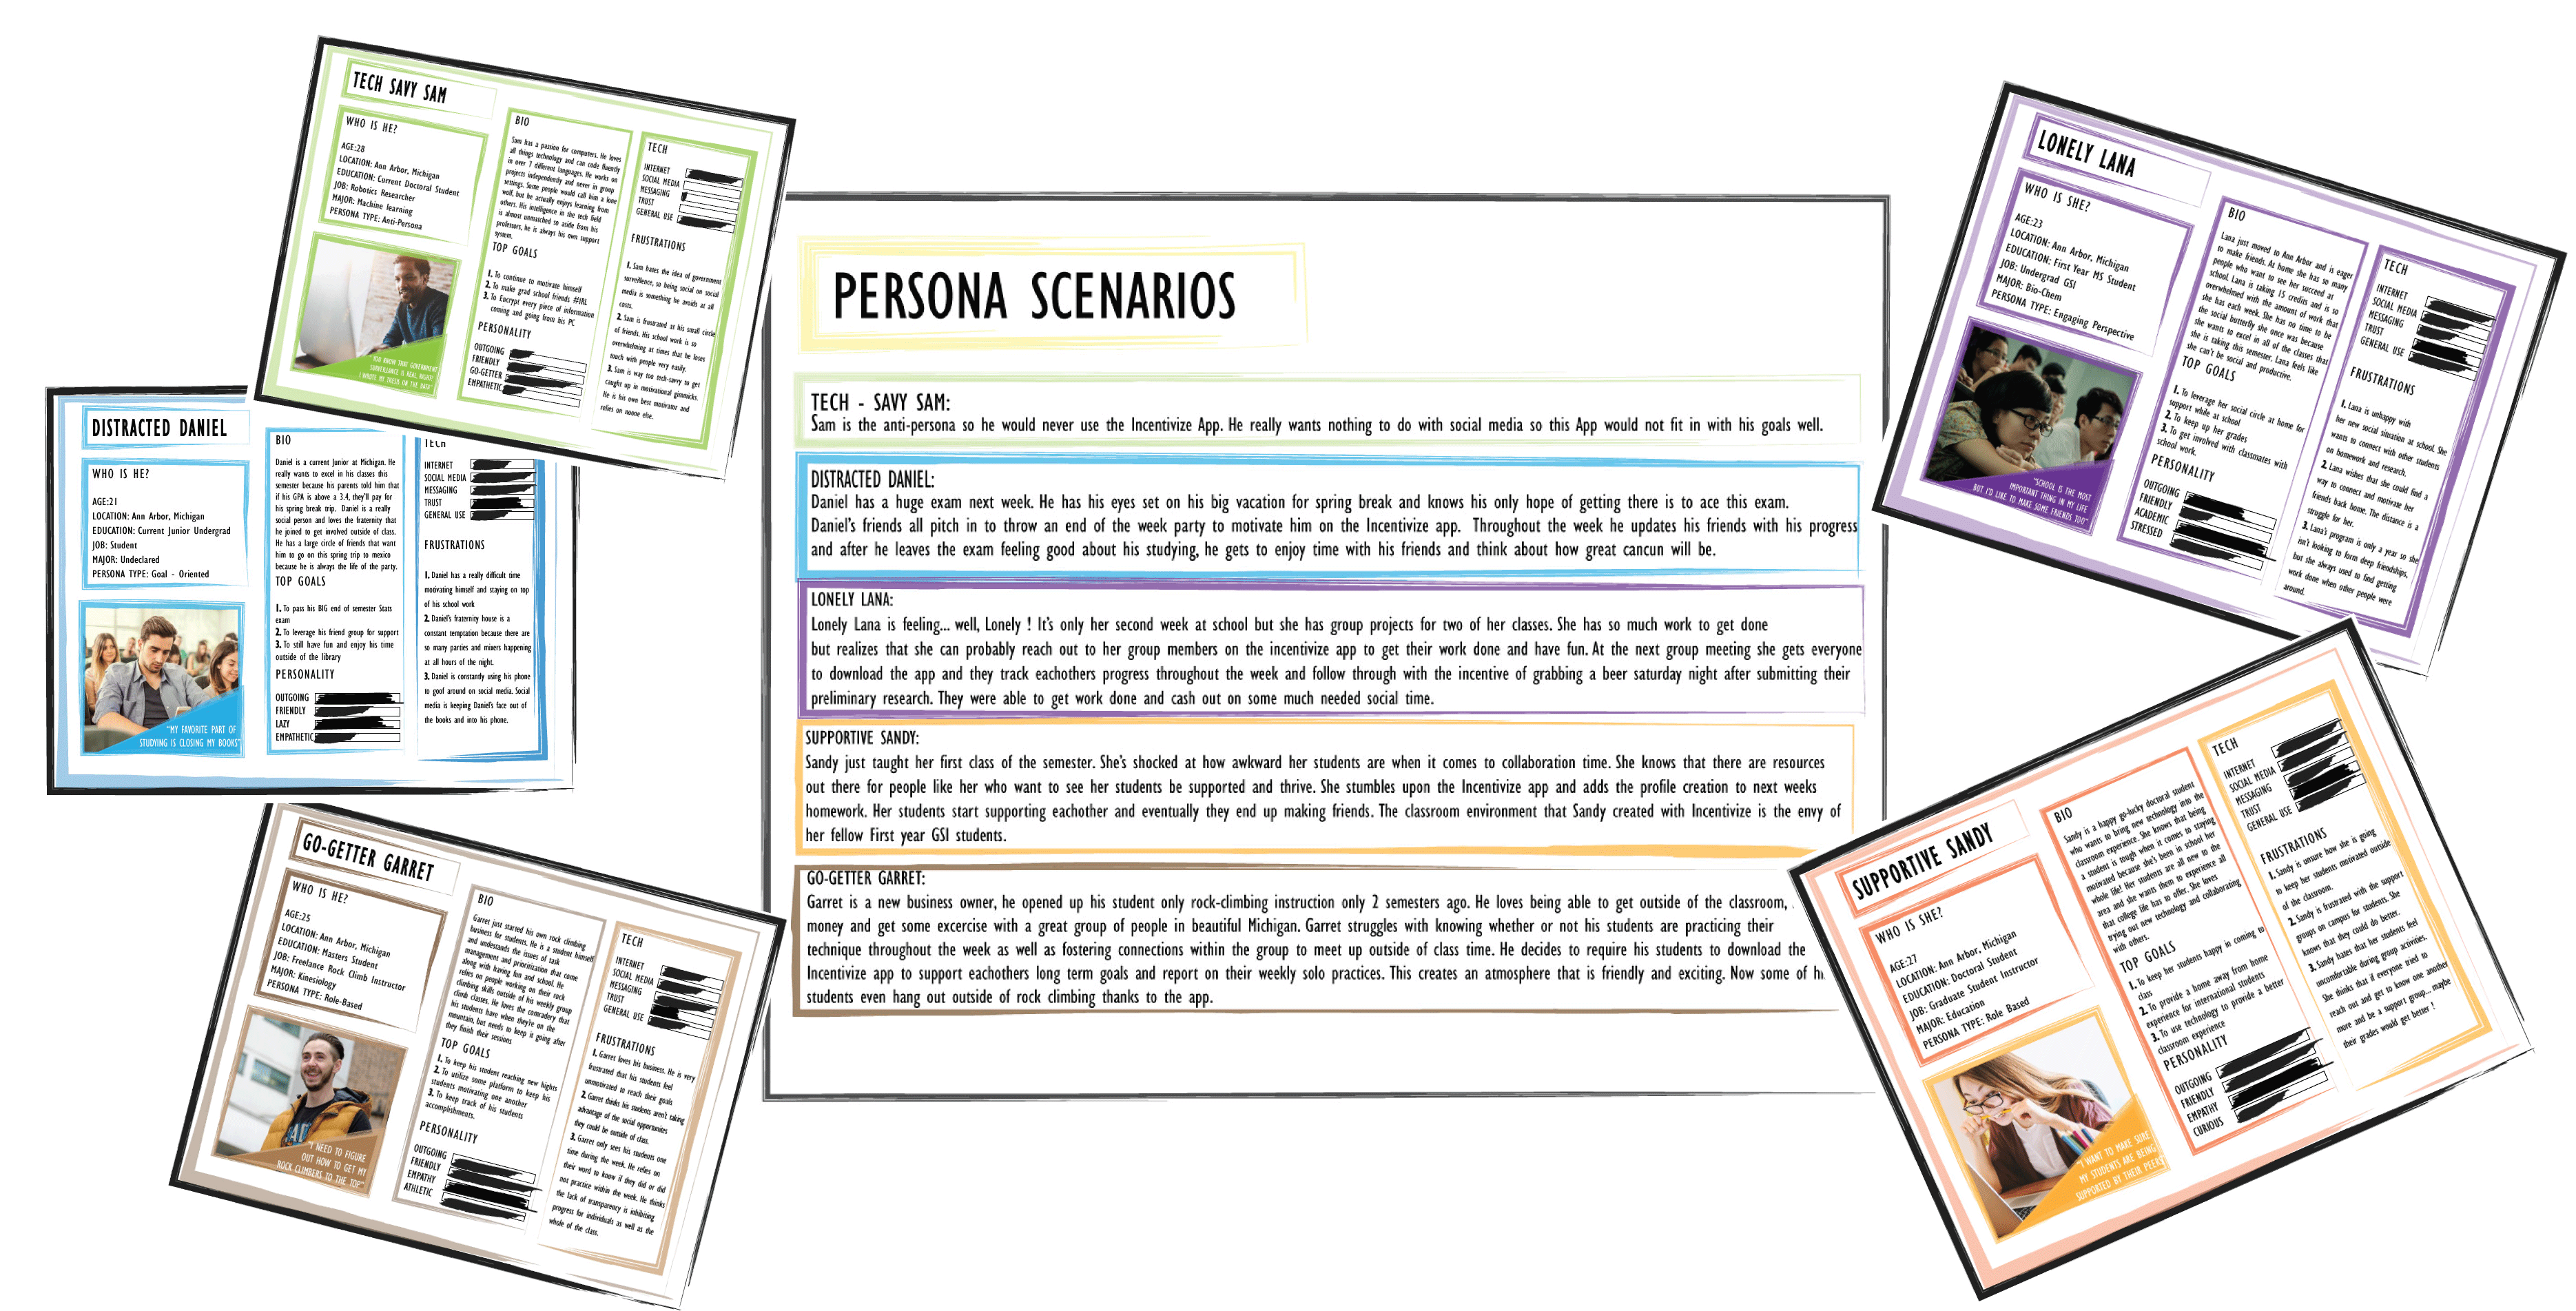 TECH SAVY SAM
WHO IS HE?
AGE:28
LOCATION: Ann Arbor, Michigan
EDUCATION: Current Doctoral Student
JOB: Robotics Researcher
MAJOR: Machine learning
PERSONA TYPE: Anti-Persona
"YOU KNOW THAT GOVERNMENT
SURVEILLANCE IS REAL, RIGHT?
I WROTE MY THESIS ON THE DATA"
BIO
Sam has a passion for computers. He loves
all things technology and can code fluently
in over 7 different languages. He works on
projects independently and never in group
settings. Some people would call him a lone
wolf, but he actually enjoys learning from
others. His intelligence in the tech field
is almost unmatched so aside from his
professors, he is always his own support
system.
TOP GOALS
1. To continue to motivate himself
2. To make grad school friends #IRL
3. To Encrypt every piece of information
coming and going from his PC
PERSONALITY
OUTGOING
FRIENDLY
GO-GETTER
EMPATHETIC
TECH
INTERNET
SOCIAL MEDIA
MESSAGING
TRUST
GENERAL USE
FRUSTRATIONS
1. Sam hates the idea of government
surveillence, so being social on social
media is something he avoids at all
costs.
2. Sam is frustrated at his small circle
of friends. His school work is so
overwhelming at times that he loses
touch with people very easily.
3. Sam is way too tech-savvy to get
caught up in motivational gimmicks.
He is his own best motivator and
relies on noone else.
DISTRACTED DANIEL
WHO IS HE?
AGE:21
LOCATION: Ann Arbor, Michigan
EDUCATION: Current Junior Undergrad
JOB: Student
MAJOR: Undeclared
PERSONA TYPE: Goal - Oriented
"MY FAVORITE PART OF
STUDYING IS CLOSING MY BOOKS"
BIO
Daniel is a current Junior at Michigan. He
really wants to excel in his classes this
semester because his parents told him that
if his GPA is above a 3.4, they'll pay for
his spring break trip. Daniel is a really
social person and loves the fraternity that
he joined to get involved outside of class.
He has a large circle of friends that want
him to go on this spring trip to mexico
because he is always the life of the party.
TOP GOALS
1. To pass his BIG end of semester Stats
exam
2. To leverage his friend group for support
3. To still have fun and enjoy his time
outside of the library
PERSONALITY
OUTGOING
FRIENDLY
LAZY
EMPATHETIC
TECH
INTERNET
SOCIAL MEDIA
MESSAGING
TRUST
GENERAL USE
FRUSTRATIONS
1. Daniel has a really difficult time
motivating himself and staying on top
of his school work
2. Daniel's fraternity house is a
constant temptation because there are
so many parties and mixers happening
at all hours of the night.
3. Daniel is constantly using his phone
to goof around on social media. Social
media is keeping Daniel's face out of
the books and into his phone.
GO-GETTER GARRET
WHO IS HE?
AGE:25
LOCATION: Ann Arbor, Michigan
EDUCATION: Masters Student
JOB: Freelance Rock Climb Instructor
MAJOR: Kinesiology
PERSONA TYPE: Role-Based
"I NEED TO FIGURE
OUT HOW TO GET MY
ROCK CLIMBERS TO THE TOP"
BIO
Garret just started his own rock climbing
business for students. He is a student himself
and undestands the issues of task
management and prioritization that come
along with having fun and school. He
relies on people working on their rock
climbing skills outside of his weekly group
climb classes. He loves the comradery that
his students have when they're on the
mountain, but needs to keep it going after
they finish their sessions
TOP GOALS
1. To keep his student reaching new hights
2. To utilize some platform to keep his
students motivating one another
3. To keep track of his students
accomplishments.
PERSONALITY
OUTGOING
FRIENDLY
EMPATHY
ATHLETIC
TECH
INTERNET
SOCIAL MEDIA
MESSAGING
TRUST
GENERAL USE
FRUSTRATIONS
1. Garret loves his business. He is very
frustrated that his students feel
unmotivated to reach their goals
2. Garret thinks his students aren't taking
advantage of the social opportunites
they could be outside of class.
3. Garret only sees his students one
time during the week. He relies on
their word to know if they did or did
not practice within the week. He thinks
the lack of transparency is inhibiting
progress for individuals as well as the
whole of the class.
PERSONA SCENARIOS
TECH - SAVY SAM:
Sam is the anti-persona so he would never use the Incentivize App. He really wants nothing to do with social media so this App would not fit in with his goals well.
DISTRACTED DANIEL:
Daniel has a huge exam next week. He has his eyes set on his big vacation for spring break and knows his only hope of getting there is to ace this exam.
Daniel's friends all pitch in to throw an end of the week party to motivate him on the Incentivize app. Throughout the week he updates his friends with his progress
and after he leaves the exam feeling good about his studying, he gets to enjoy time with his friends and think about how great cancun will be.
LONELY LANA:
Lonely Lana is feeling... well, Lonely ! It's only her second week at school but she has group projects for two of her classes. She has so much work to get done
but realizes that she can probably reach out to her group members on the incentivize app to get their work done and have fun. At the next group meeting she gets everyone
to download the app and they track eachothers progress throughout the week and follow through with the incentive of grabbing a beer saturday night after submitting their
preliminary research. They were able to get work done and cash out on some much needed social time.
SUPPORTIVE SANDY:
Sandy just taught her first class of the semester. She's shocked at how awkward her students are when it comes to collaboration time. She knows that there are resources
out there for people like her who want to see her students be supported and thrive. She stumbles upon the Incentivize app and adds the profile creation to next weeks
homework. Her students start supporting eachother and eventually they end up making friends. The classroom environment that Sandy created with Incentivize is the envy of
her fellow First year GSI students.
GO-GETTER GARRET:
Garret is a new business owner, he opened up his student only rock-climbing instruction only 2 semesters ago. He loves being able to get outside of the classroom,
money and get some excercise with a great group of people in beautiful Michigan. Garret struggles with knowing whether or not his students are practicing their
technique throughout the week as well as fostering connections within the group to meet up outside of class time. He decides to require his students to download the
Incentivize app to support eachothers long term goals and report on their weekly solo practices. This creates an atmosphere that is friendly and exciting. Now some of
students even hang out outside of rock climbing thanks to the app.
LONELY LANA
WHO IS SHE?
AGE:23
LOCATION: Ann Arbor, Michigan
EDUCATION: First Year MS Student
JOB: Undergrad GSI
MAJOR: Bio-Chem
PERSONA TYPE: Engaging Perspective
"SCHOOL IS THE MOST
IMPORTANT THING IN MY LIFE
BUT I'D LIKE TO MAKE SOME FRIENDS TOO"
BIO
Lana just moved to Ann Arbor and is eager
to make friends. At home she has so many
people who want to see her succeed at
school. Lana is taking 15 credits and is so
overwhelmed with the amount of work that
she has each week. She has no time to be
the social butterfly she once was because
she wants to excel in all of the classes that
she is taking this semester. Lana feels like
she can't be social and productive.
TOP GOALS
1. To leverage her social circle at home for
support while at school
2. To keep up her grades
3. To get involved with classmates with
school work.
PERSONALITY
OUTGOING
FRIENDLY
ACADEMIC
STRESSED
TECH
INTERNET
SOCIAL MEDIA
MESSAGING
TRUST
GENERAL USE
FRUSTRATIONS
1. Lana is unhappy with
her new social situation at school. She
wants to connect with other students
on homework and research.
2. Lana wishes that she could find a
way to connect and motivate her
friends back home. The distance is a
struggle for her.
3. Lana's program is only a year so she
isn't looking to form deep friendships,
but she always used to find getting
work done when other people were
around.
SUPPORTIVE SANDY
WHO IS SHE?
AGE:27
LOCATION: Ann Arbor, Michigan
EDUCATION: Doctoral Student
JOB: Graduate Student Instructor
MAJOR: Education
PERSONA TYPE: Role Based
"I WANT TO MAKE SURE
MY STUDENTS ARE BEING
SUPPORTED BY THEIR PEERS"
BIO
Sandy is a happy go-lucky doctoral student
who wants to bring new technology into the
classroom experience. She knows that being
a student is tough when it comes to staying
motivated because she's been in school her
whole life! Her students are all new to the
area and she wants them to experience all
that college life has to offer. She loves
trying out new technology and collaborating
with others.
TOP GOALS
1. To keep her students happy in coming to
class
2. To provide a home away from home
experience for international students
3. To use technology to provide a better
classroom experience
PERSONALITY
OUTGOING
FRIENDLY
EMPATHY
CURIOUS
TECH
INTERNET
SOCIAL MEDIA
MESSAGING
TRUST
GENERAL USE
FRUSTRATIONS
1. Sandy is unsure how she is going
to keep her students motivated outside
of the classroom.
2. Sandy is frustrated with the support
groups on campus for students. She
knows that they could do better.
3. Sandy hates that her students feel
uncomfortable during group activities.
She thinks that if everyone tried to
reach out and get to know one another
more and be a support group... maybe
their grades would get better !